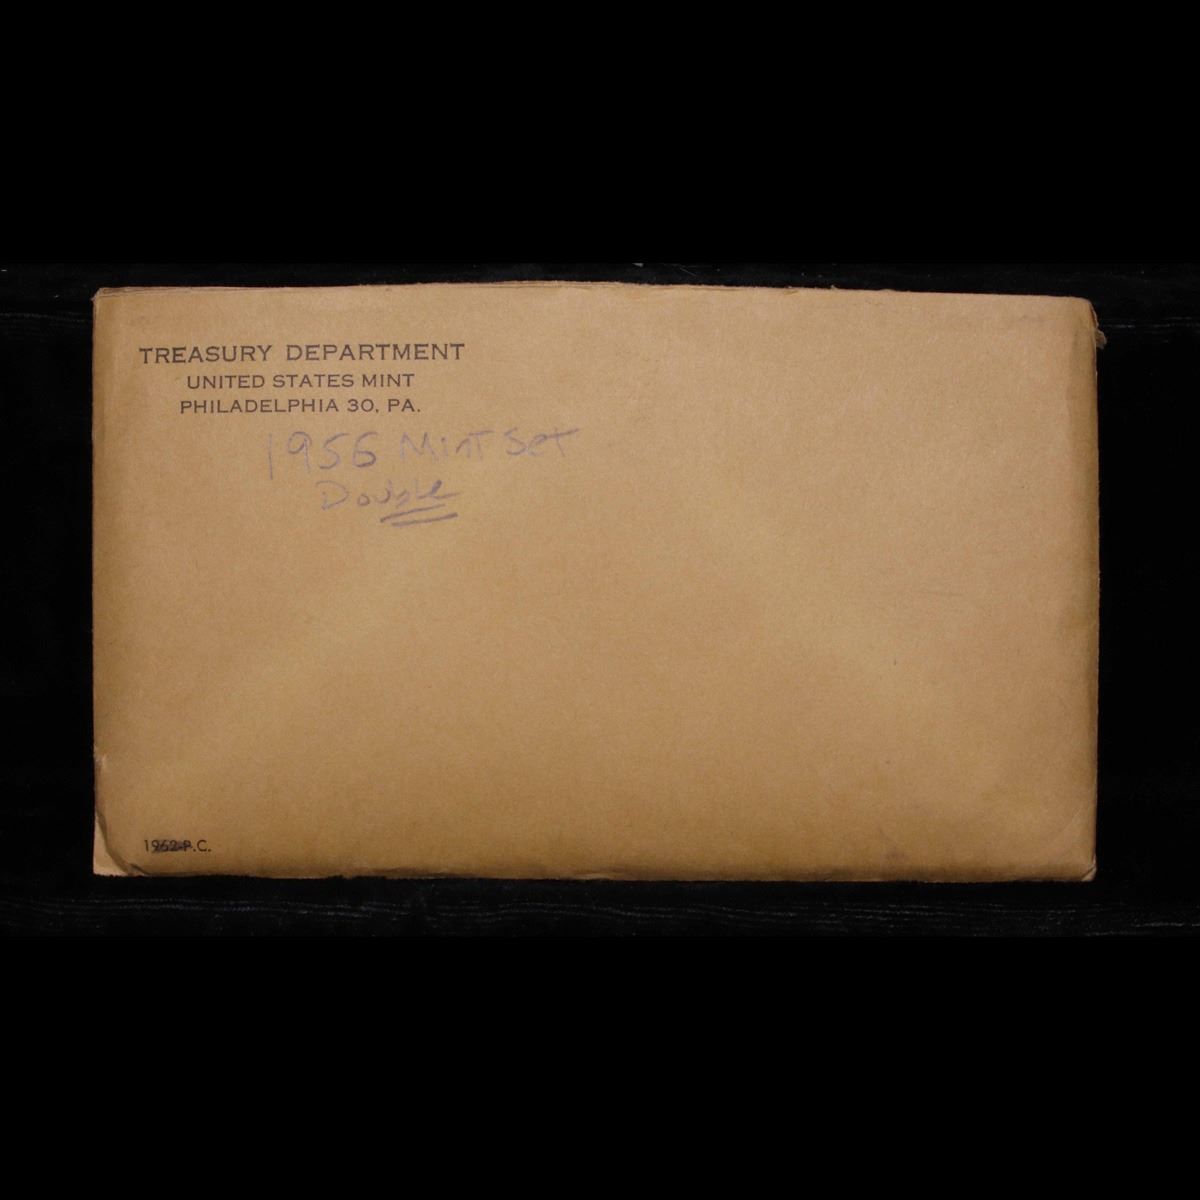 TREASURY DEPARTMENT
UNITED STATES MINT
PHILADELPHIA 30, PA.
1956 Mint Set
Double
1962-P.C.